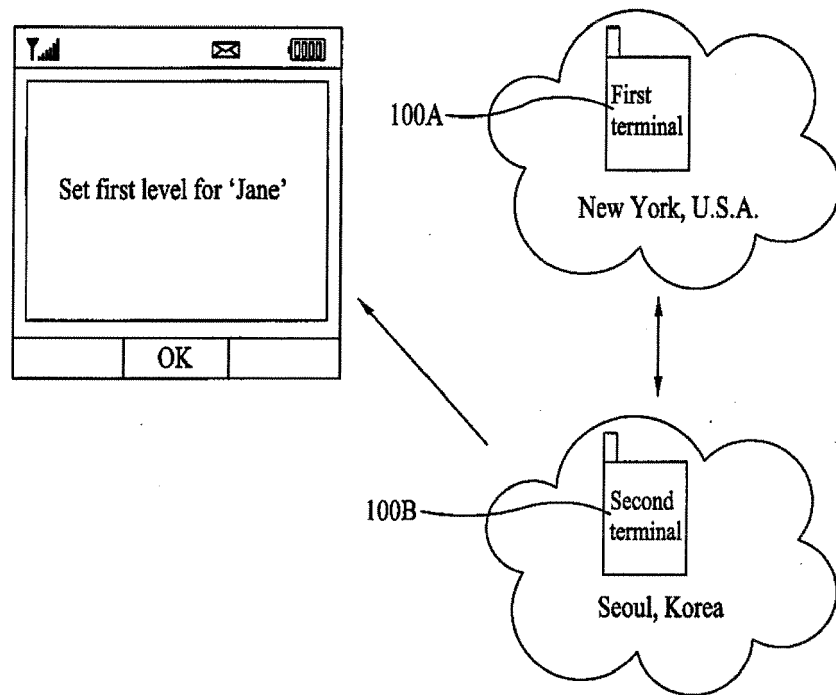 Set first level for ‘Jane’
OK
100A
First
terminal
New York, U.S.A.
100B
Second
terminal
Seoul, Korea